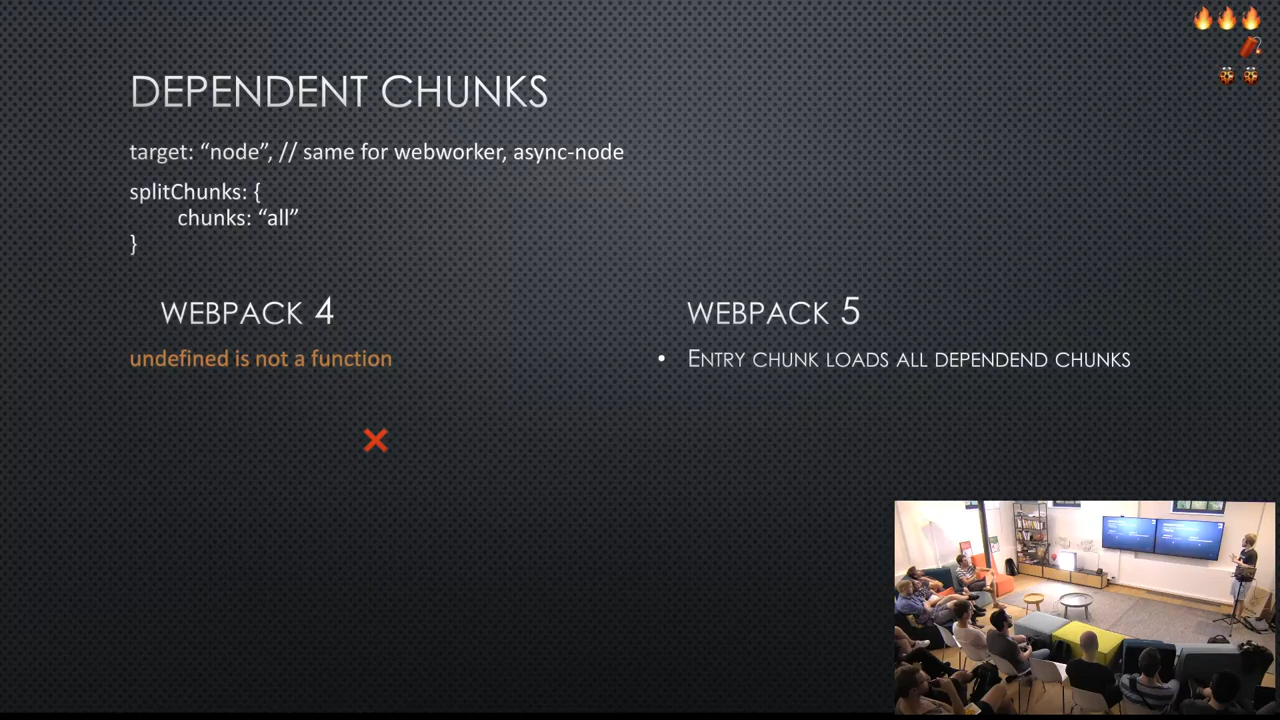 DEPENDENT CHUNKS
target: “node”, // same for webworker, async-node
splitChunks: {
chunks: “all”
}
WEBPACK 4
undefined is not a function
WEBPACK 5
• ENTRY CHUNK LOADS ALL DEPENDEND CHUNKS